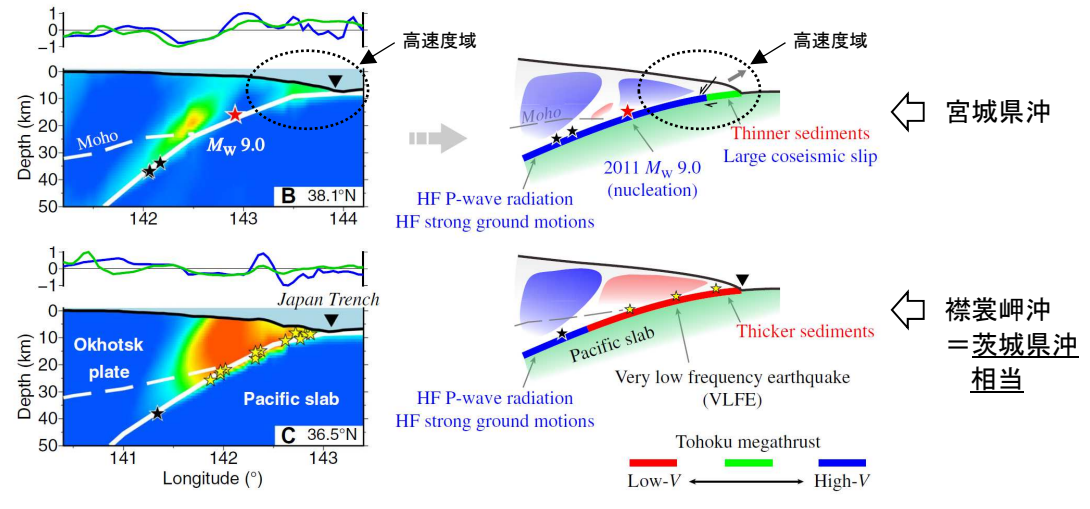 1
0
−1
高速度域
0
10
20
30
40
50
Depth (km)
Moho
Mw 9.0
B 38.1°N
142
143
144
高速度域
Moho
Thinner sediments
Large coseismic slip
2011 Mw 9.0
(nucleation)
HF P-wave radiation
HF strong ground motions
宮城県沖
1
0
−1
Japan Trench
0
10
20
30
40
50
Depth (km)
Okhotsk
plate
Pacific slab
C 36.5°N
141
142
143
Longitude (°)
Pacific slab
Thicker sediments
Very low frequency earthquake
(VLFE)
HF P-wave radiation
HF strong ground motions
襟裳岬沖
＝茨城県沖
相当
Tohoku megathrust
Low-V
High-V